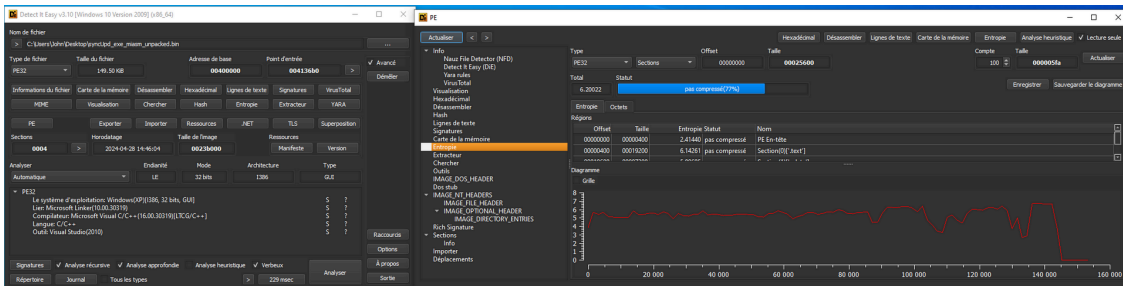 Detect It Easy v3.10 [Windows 10 Version 2009] (x86_64)
Nom de fichier
> C:\Users\John\Desktop\syncUpd_exe_miasm_unpacked.bin ...
Type de fichier Taille du fichier Adresse de base Point d'entrée
PE32 149.50 KiB 00400000 004136b0 >
✓ Avancé
Démêler
Informations du fichier Carte de la mémoire Désassembler Hexadécimal Lignes de texte Signatures VirusTotal
MIME Visualisation Chercher Hash Entropie Extracteur YARA
PE Exporter Importer Ressources .NET TLS Superposition
Sections Horodatage Taille de l'image Ressources
0004 > 2024-04-28 14:46:04 0023b000 Manifeste Version
Analyser Endianité Mode Architecture Type
Automatique LE 32 bits I386 GUI
PE32
Le système d'exploitation: Windows(XP)[I386, 32 bits, GUI] S ?
Lier: Microsoft Linker(10.00.30319) S ?
Compilateur: Microsoft Visual C/C++(16.00.30319)[LTCG/C++] S ?
Langue: C/C++ S ?
Outil: Visual Studio(2010) S ?
Raccourcis
Options
À propos
Sortie
Signatures ✓ Analyse récursive ✓ Analyse approfondie Analyse heuristique ✓ Verbeux
Répertoire Journal Tous les types > 229 msec Analyser
PE
Actualiser < > Hexadécimal Désassembler Lignes de texte Carte de la mémoire Entropie Analyse heuristique ✓ Lecture seule
Info
Nauz File Detector (NFD)
Detect It Easy (DiE)
Yara rules
VirusTotal
Visualisation
Hexadécimal
Désassembler
Hash
Lignes de texte
Signatures
Carte de la mémoire
Entropie
Extracteur
Chercher
Outils
IMAGE_DOS_HEADER
Dos stub
IMAGE_NT_HEADERS
IMAGE_FILE_HEADER
IMAGE_OPTIONAL_HEADER
IMAGE_DIRECTORY_ENTRIES
Rich Signature
Sections
Info
Importer
Déplacements
Type Offset Taille Compte Taille
PE32 Sections 00000000 00025600 100 000005fa Actualiser
Total Statut
6.20022 pas compressé(77%) Enregistrer Sauvegarder le diagramme
Entropie Octets
Régions
Offset Taille Entropie Statut Nom
00000000 00000400 2.41440 pas compressé PE En-tête
00000400 00019200 6.14261 pas compressé Section(0)['.text']
Diagramme
Grille
8
7
6
5
4
3
2
1
0
0 20 000 40 000 60 000 80 000 100 000 120 000 140 000 160 000